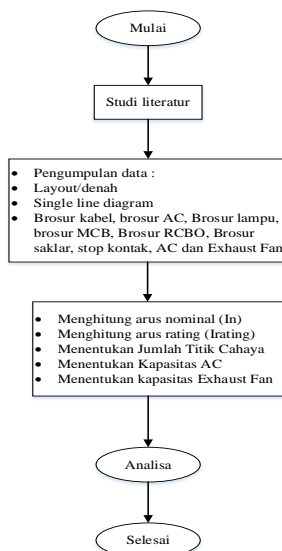 Mulai
Studi literatur
• Pengumpulan data :
• Layout/denah
• Single line diagram
• Brosur kabel, brosur AC, Brosur lampu,
brosur MCB, Brosur RCBO, Brosur
saklar, stop kontak, AC dan Exhaust Fan
• Menghitung arus nominal (In)
• Menghitung arus rating (Irating)
• Menentukan Jumlah Titik Cahaya
• Menentukan Kapasitas AC
• Menentukan kapasitas Exhaust Fan
Analisa
Selesai